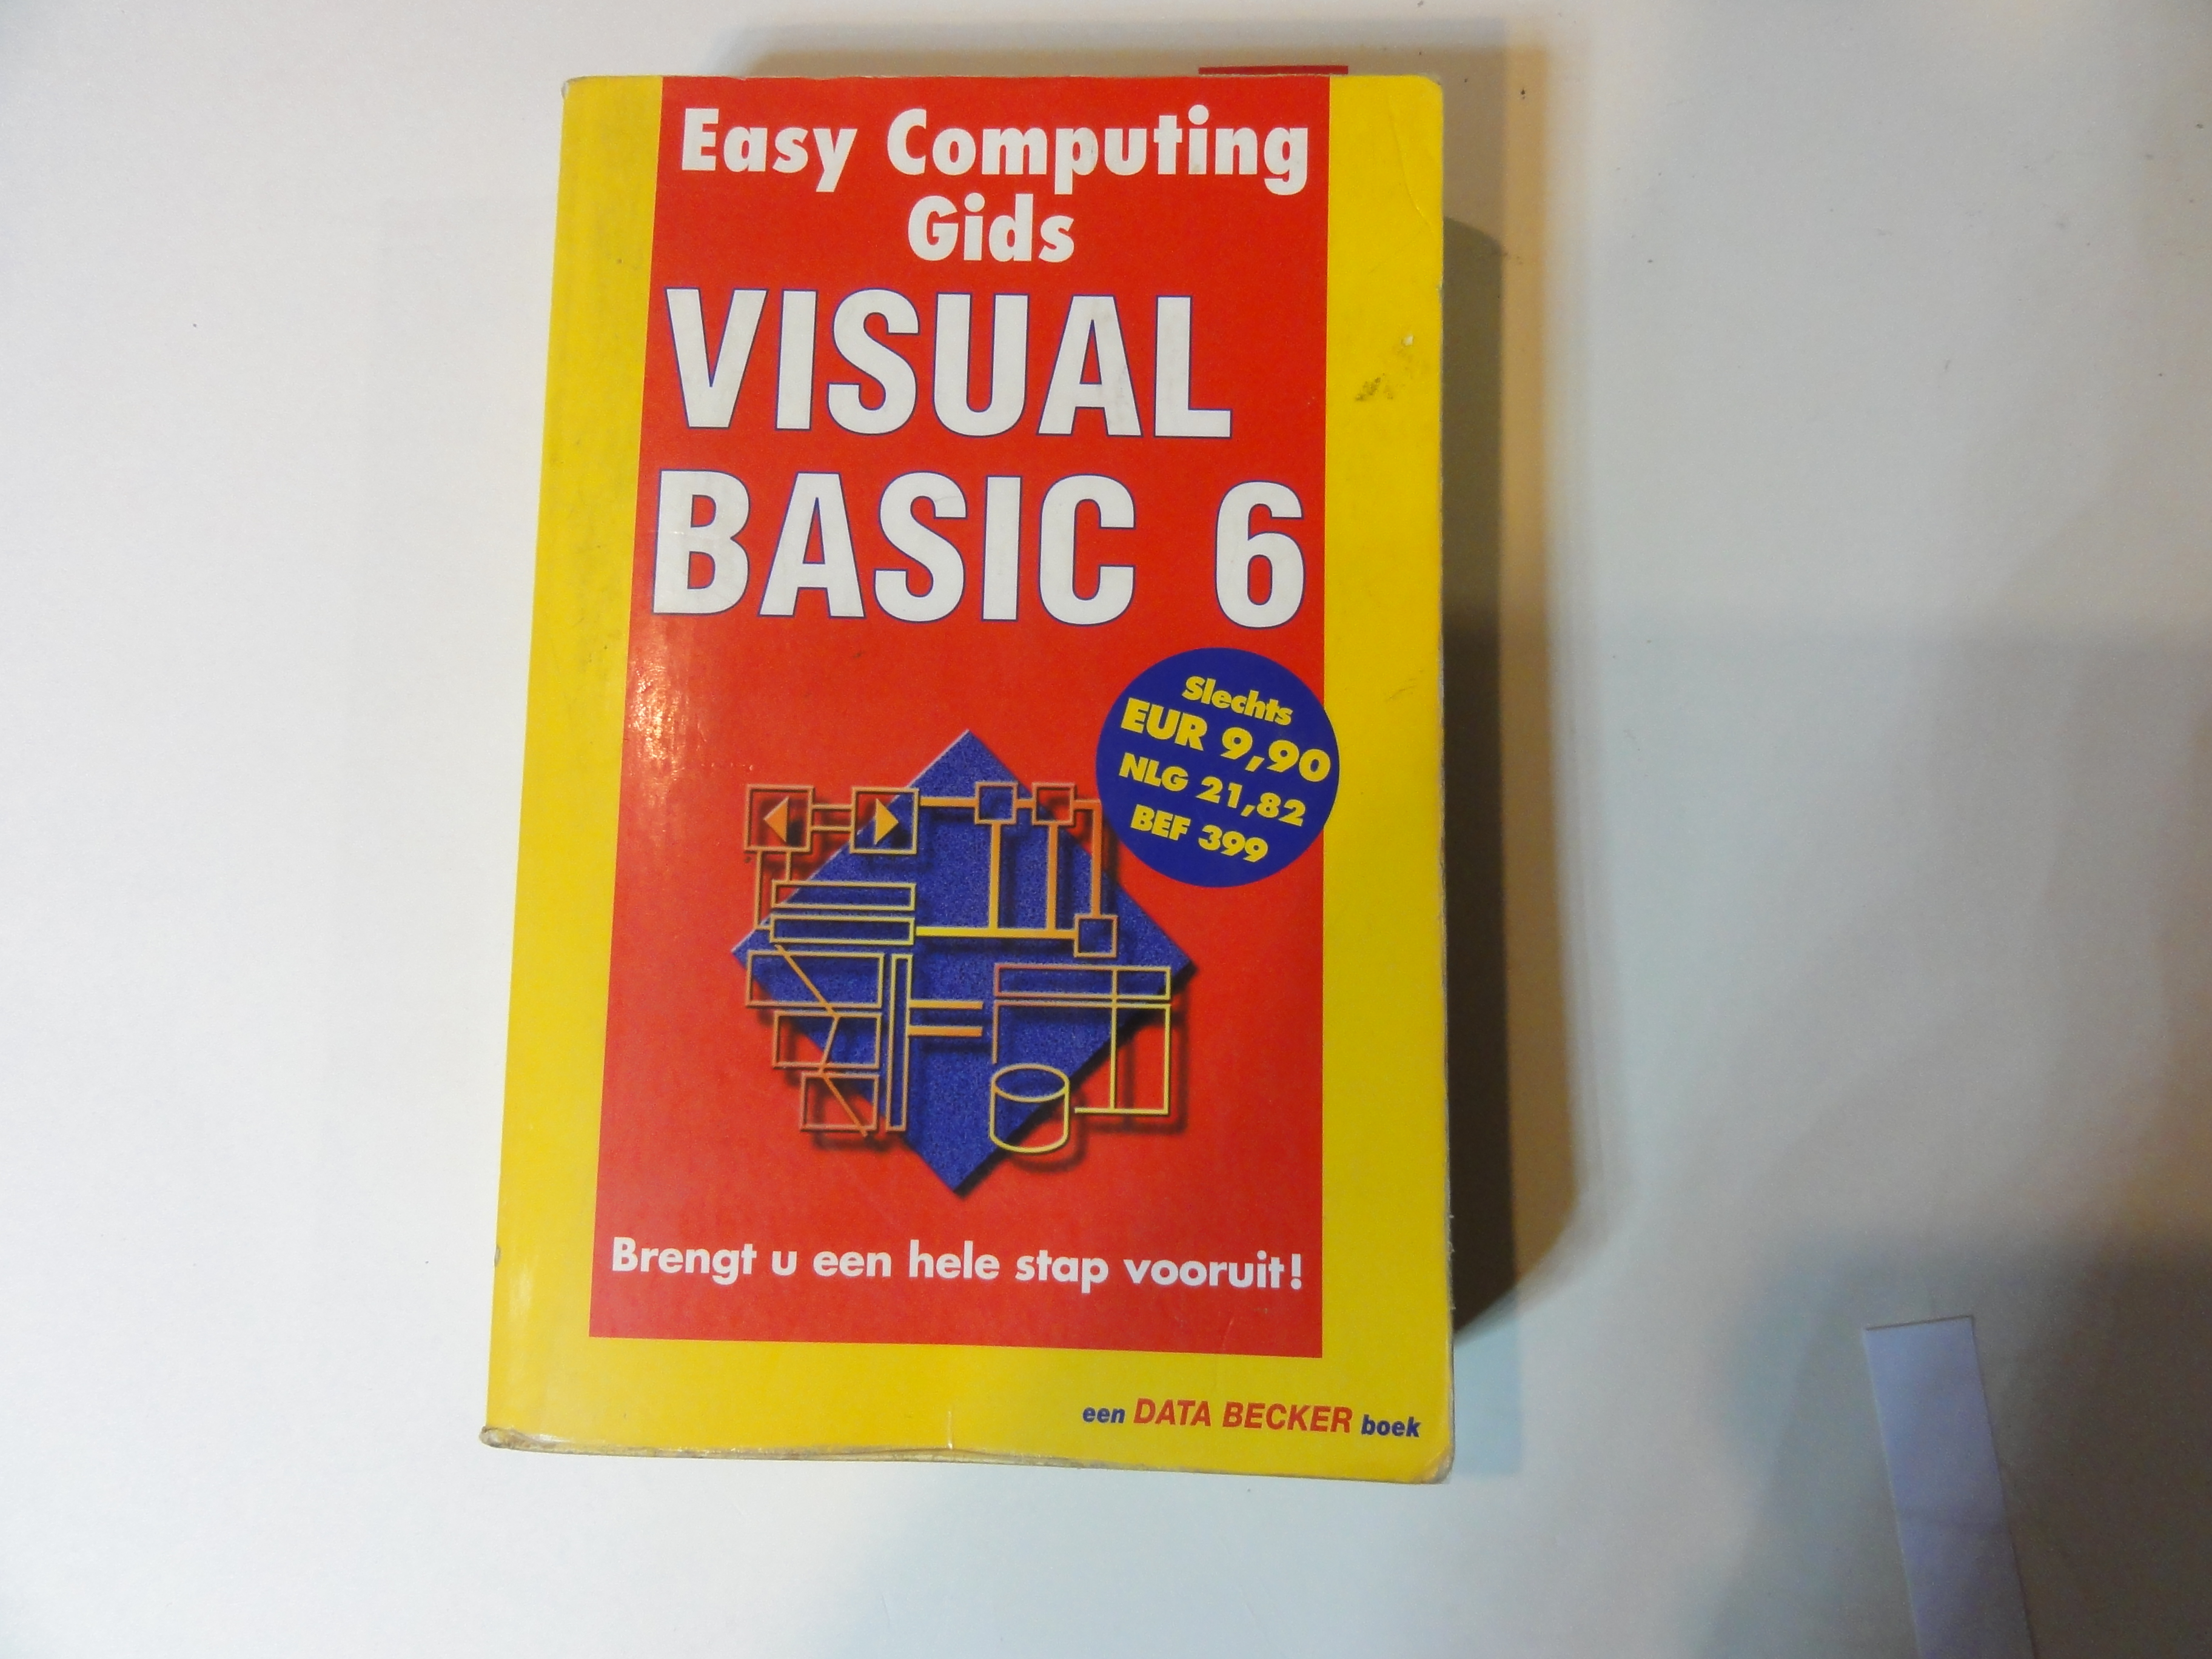 Easy Computing
Gids
VISUAL
BASIC 6
Slechts
EUR 9,90
NLG 21,82
BEF 399
Brengt u een hele stap vooruit!
een DATA BECKER boek